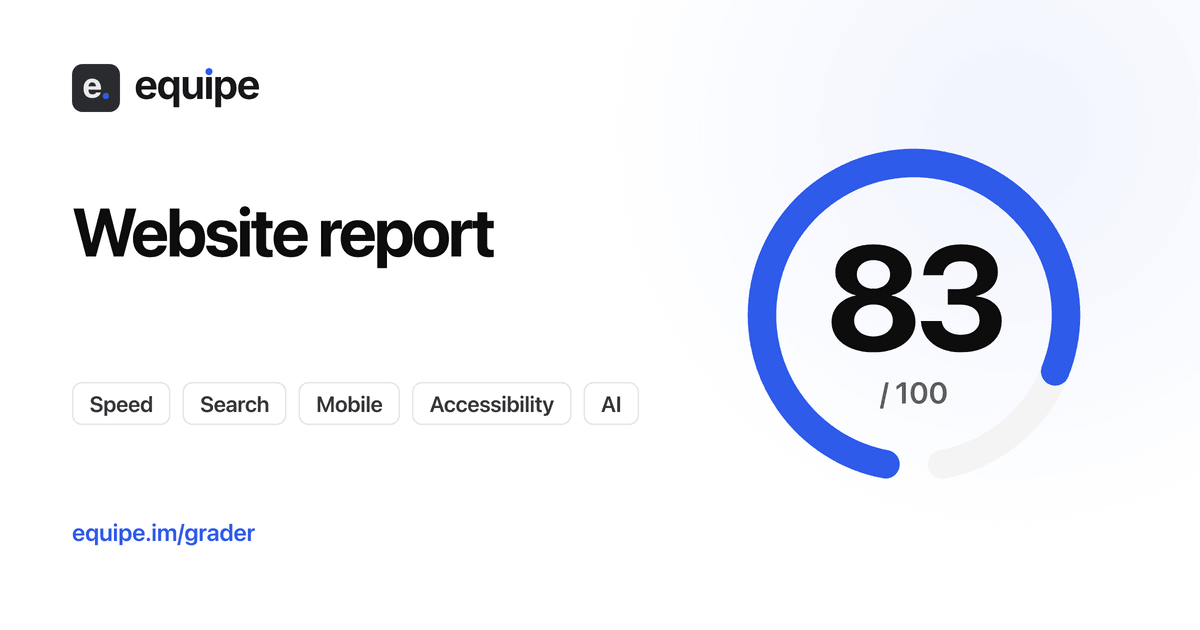 e.
equipe
Website report
83
/ 100
Speed
Search
Mobile
Accessibility
AI
equipe.im/grader